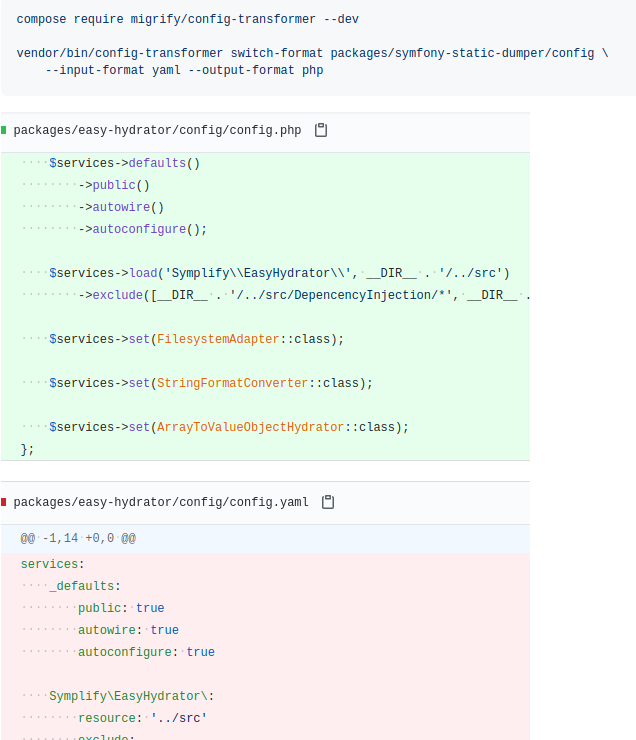 compose require migrify/config-transformer --dev
vendor/bin/config-transformer switch-format packages/symfony-static-dumper/config \
    --input-format yaml --output-format php
packages/easy-hydrator/config/config.php
    $services->defaults()
        ->public()
        ->autowire()
        ->autoconfigure();
    $services->load('Symplify\\EasyHydrator\\', __DIR__ . '/../src')
        ->exclude([__DIR__ . '/../src/DepencencyInjection/*', __DIR__ .
    $services->set(FilesystemAdapter::class);
    $services->set(StringFormatConverter::class);
    $services->set(ArrayToValueObjectHydrator::class);
};
packages/easy-hydrator/config/config.yaml
@@ -1,14 +0,0 @@
services:
    _defaults:
        public: true
        autowire: true
        autoconfigure: true
    Symplify\EasyHydrator\:
        resource: '../src'
        exclude: